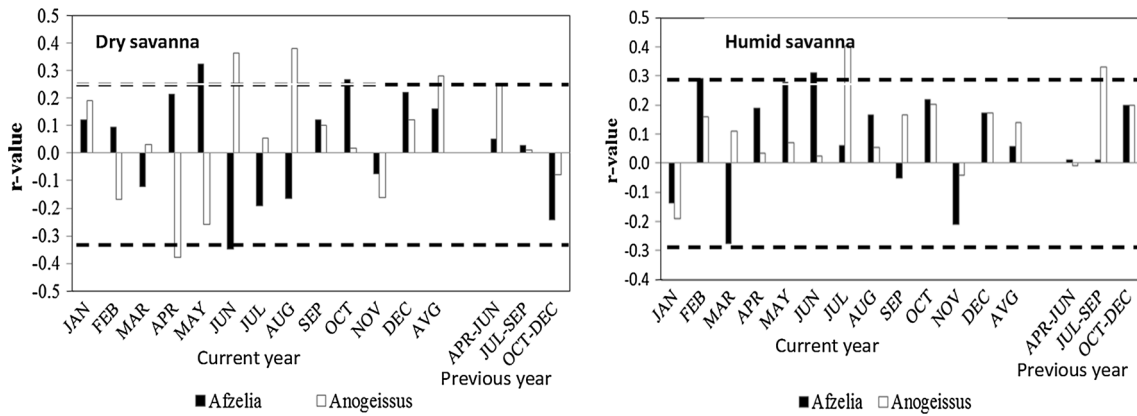 Dry savanna
r-value
0.5
0.4
0.3
0.2
0.1
0.0
-0.1
-0.2
-0.3
-0.4
0.5
JAN
FEB
MAR
APR
MAY
JUN
JUL
AUG
SEP
OCT
NOV
DEC
AVG
APR-JUN
JUL-SEP
OCT-DEC
Current year
Previous year
Afzelia
Anogeissus
Humid savanna
r-value
0.5
0.4
0.3
0.2
0.1
0.0
-0.1
-0.2
-0.3
-0.4
JAN
FEB
MAR
APR
MAY
JUN
JUL
AUG
SEP
OCT
NOV
DEC
AVG
APR-JUN
JUL-SEP
OCT-DEC
Current year
Previous year
Afzelia
Anogeissus